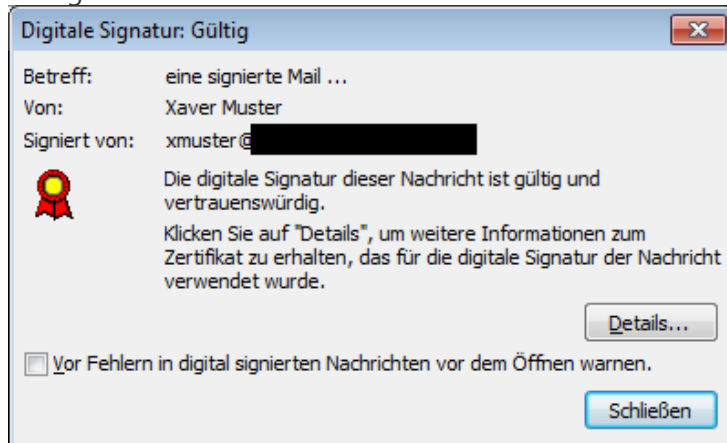 Digitale Signatur: Gültig
Betreff: eine signierte Mail ...
Von: Xaver Muster
Signiert von: xmuster@
Die digitale Signatur dieser Nachricht ist gültig und
vertrauenswürdig.
Klicken Sie auf "Details", um weitere Informationen zum
Zertifikat zu erhalten, das für die digitale Signatur der Nachricht
verwendet wurde.
Details...
Vor Fehlern in digital signierten Nachrichten vor dem Öffnen warnen.
Schließen